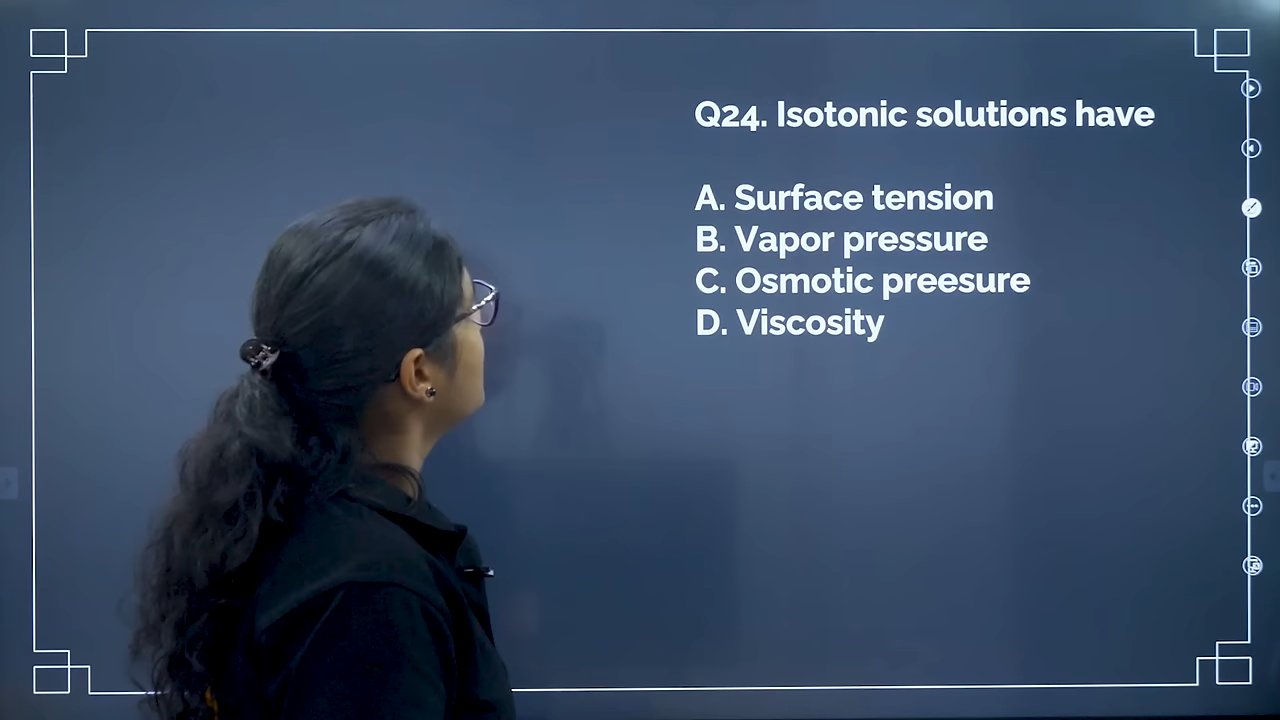 Q24. Isotonic solutions have
A. Surface tension
B. Vapor pressure
C. Osmotic preesure
D. Viscosity